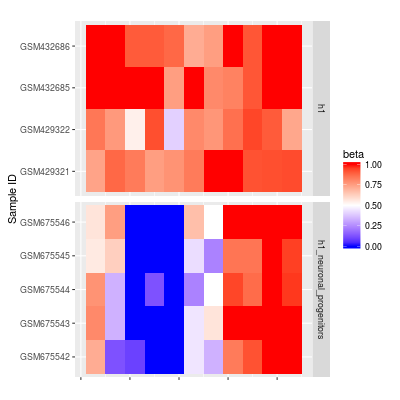 GSM432686
GSM432685
GSM429322
GSM429321
h1
GSM675546
GSM675545
GSM675544
GSM675543
GSM675542
h1_neuronal_progenitors
Sample ID
beta
1.00
0.75
0.50
0.25
0.00